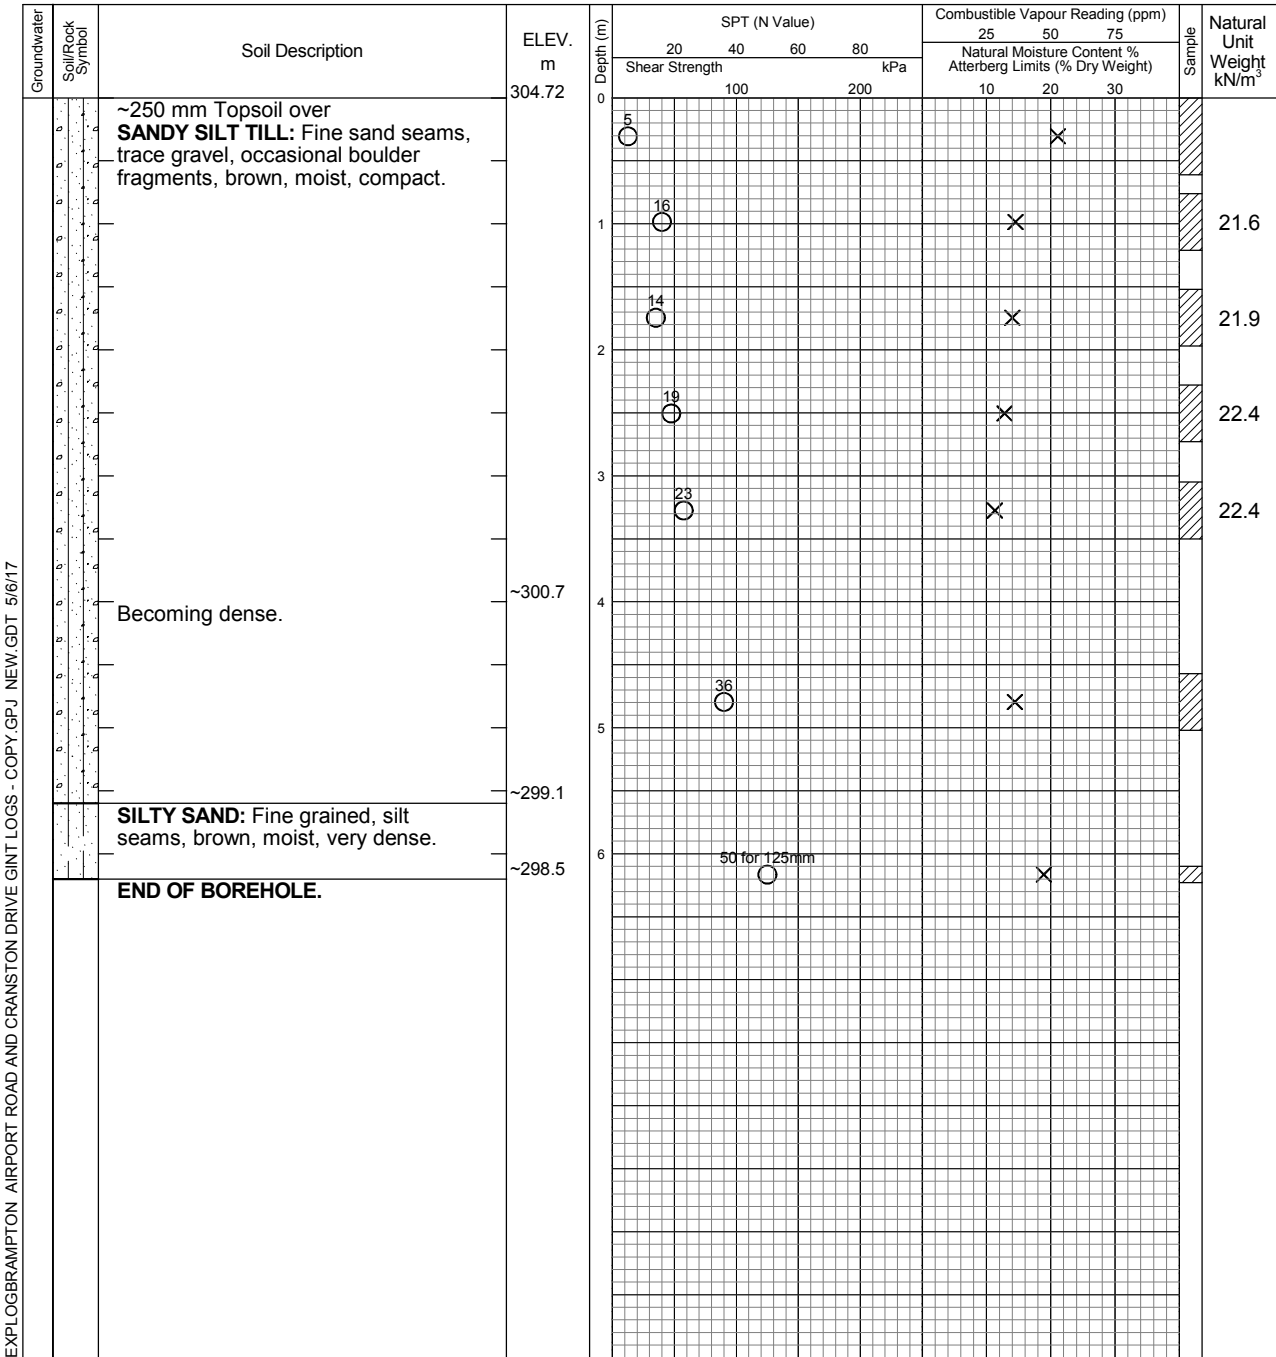 Groundwater
Soil/Rock
Symbol
Soil Description
ELEV.
m
304.72
Depth (m)
SPT (N Value)
20 40 60 80
Shear Strength kPa
100 200
Combustible Vapour Reading (ppm)
25 50 75
Natural Moisture Content %
Atterberg Limits (% Dry Weight)
10 20 30
Sample
Natural
Unit
Weight
kN/m³
0
~250 mm Topsoil over
SANDY SILT TILL: Fine sand seams,
trace gravel, occasional boulder
fragments, brown, moist, compact.
5
16
1
21.6
14
21.9
2
19
22.4
3
23
22.4
~300.7
4
Becoming dense.
36
5
~299.1
SILTY SAND: Fine grained, silt
seams, brown, moist, very dense.
6
50 for 125mm
~298.5
END OF BOREHOLE.
EXPLOGBRAMPTON AIRPORT ROAD AND CRANSTON DRIVE GINT LOGS - COPY.GPJ NEW.GDT 5/6/17